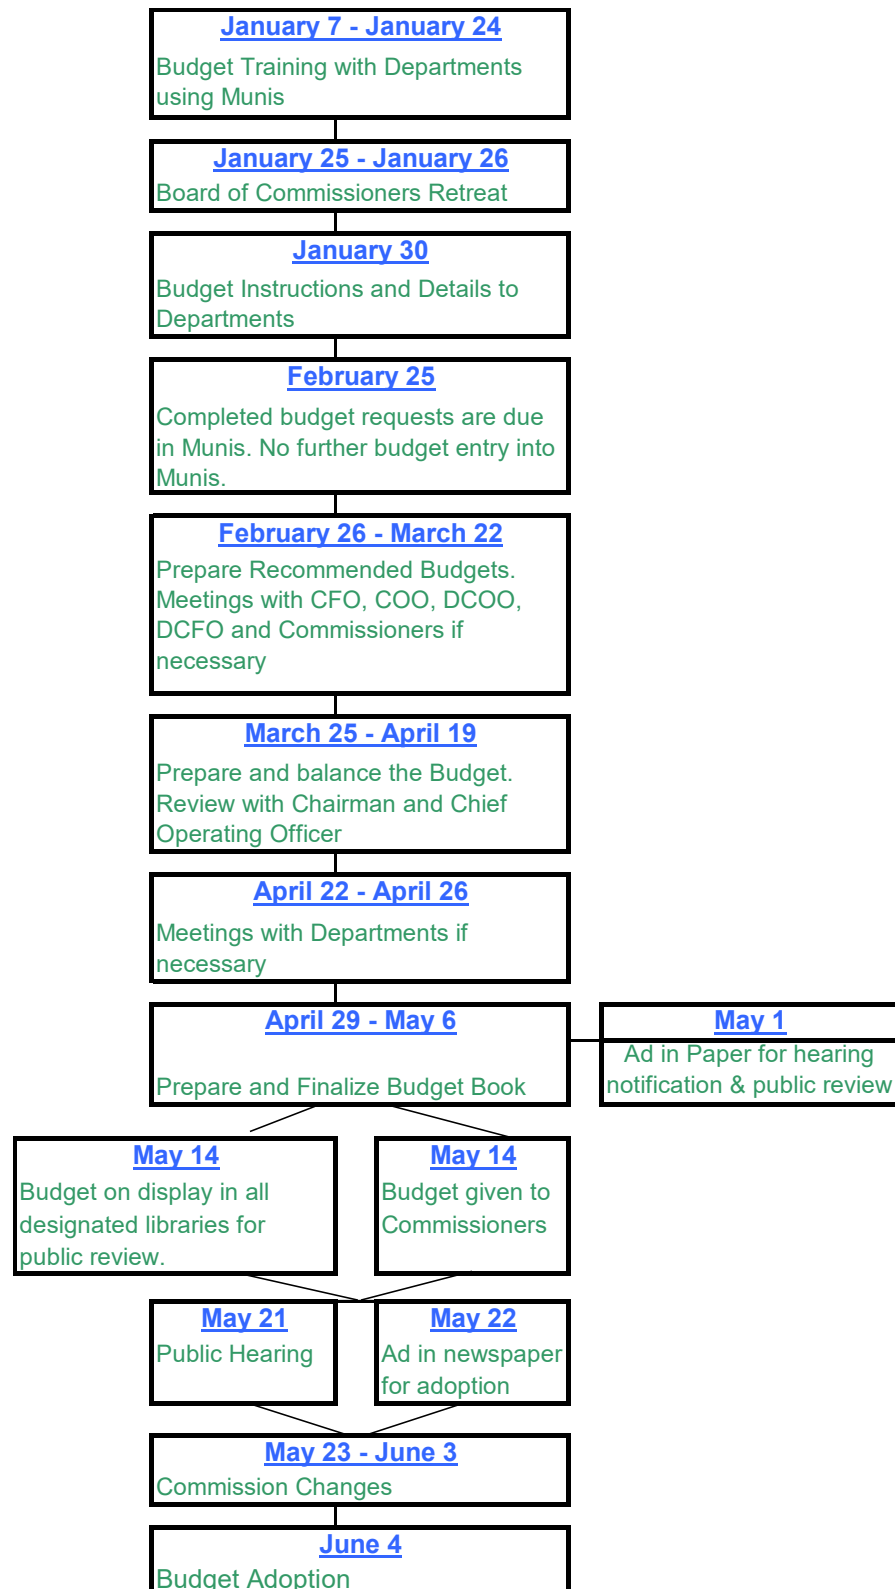 January 7 - January 24
Budget Training with Departments
using Munis
January 25 - January 26
Board of Commissioners Retreat
January 30
Budget Instructions and Details to
Departments
February 25
Completed budget requests are due
in Munis. No further budget entry into
Munis.
February 26 - March 22
Prepare Recommended Budgets.
Meetings with CFO, COO, DCOO,
DCFO and Commissioners if
necessary
March 25 - April 19
Prepare and balance the Budget.
Review with Chairman and Chief
Operating Officer
April 22 - April 26
Meetings with Departments if
necessary
April 29 - May 6
Prepare and Finalize Budget Book
May 1
Ad in Paper for hearing
notification & public review
May 14
Budget on display in all
designated libraries for
public review.
May 14
Budget given to
Commissioners
May 21
Public Hearing
May 22
Ad in newspaper
for adoption
May 23 - June 3
Commission Changes
June 4
Budget Adoption